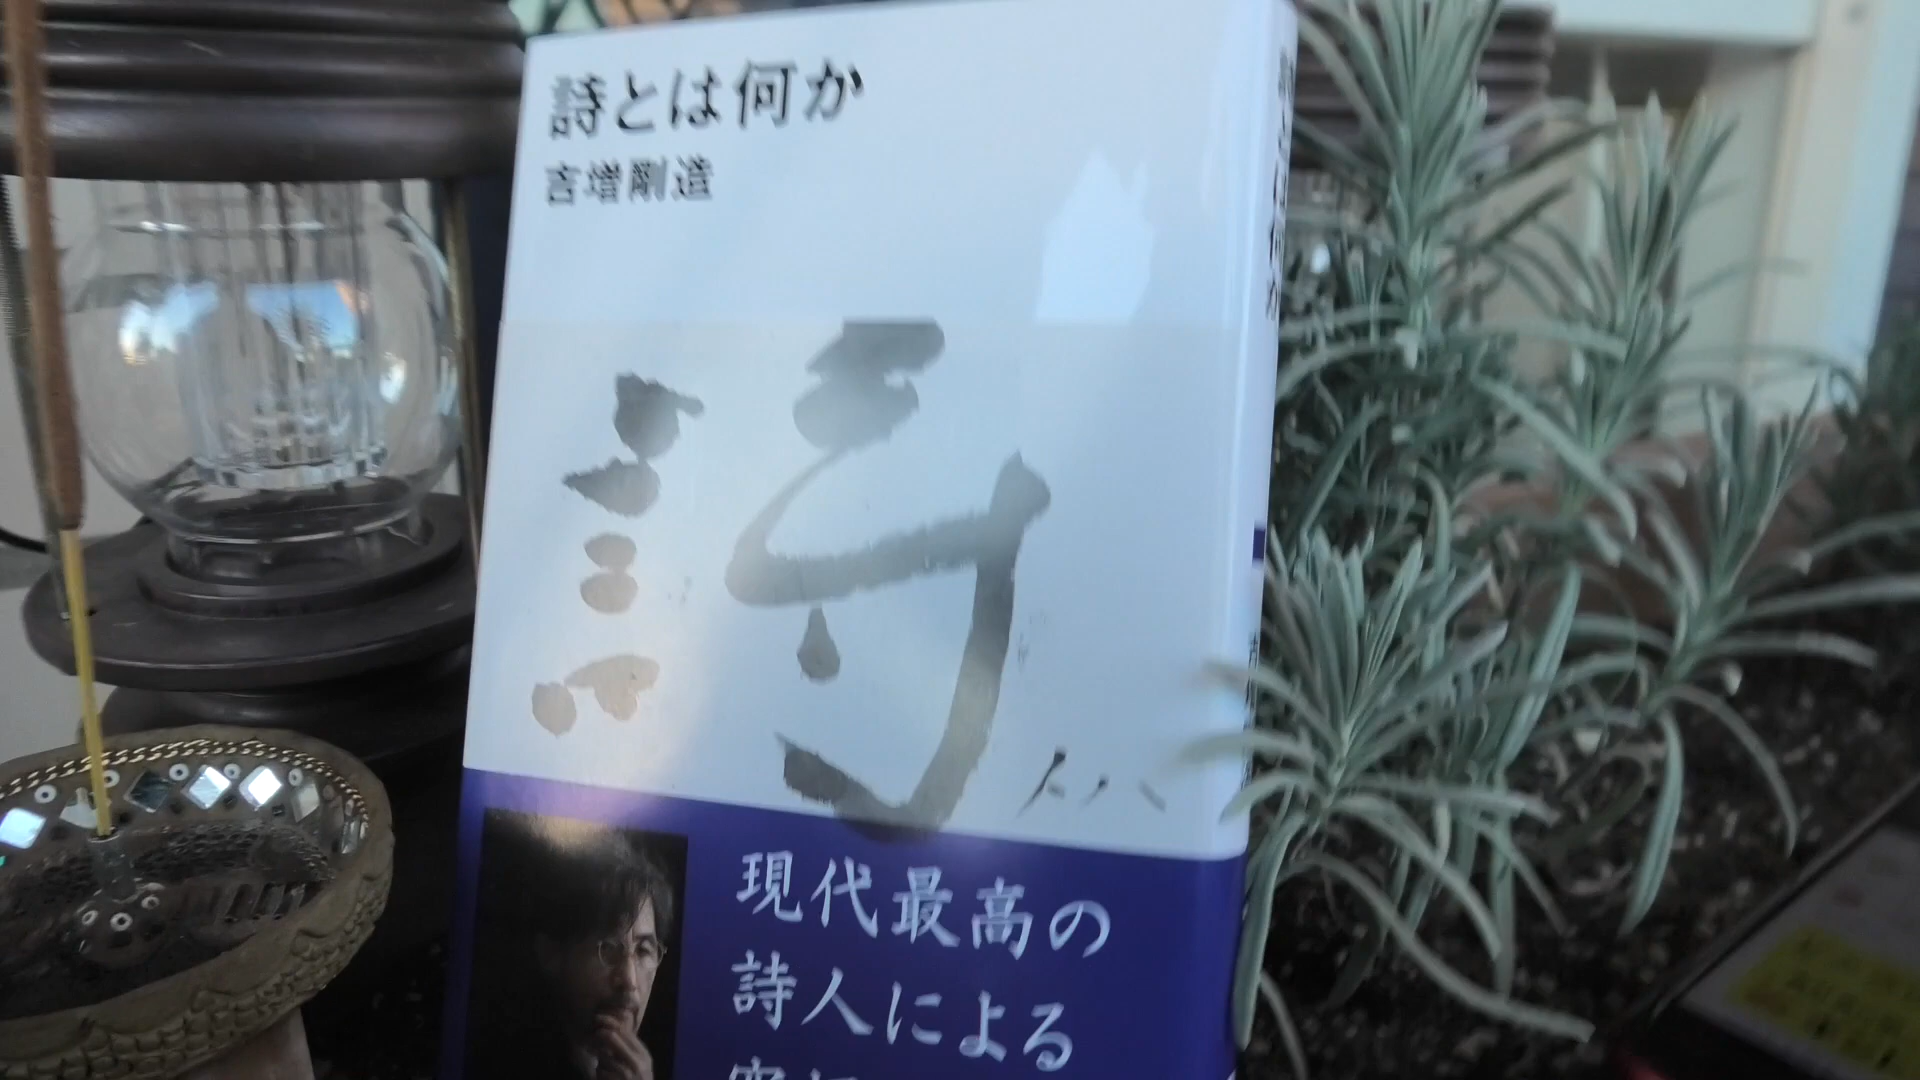 詩とは何か
吉増剛造
詩
現代最高の
詩人による